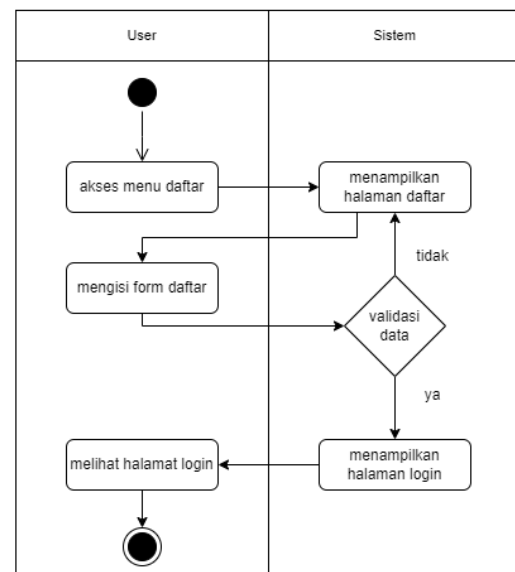 User
Sistem
akses menu daftar
menampilkan
halaman daftar
mengisi form daftar
tidak
validasi
data
ya
melihat halamat login
menampilkan
halaman login